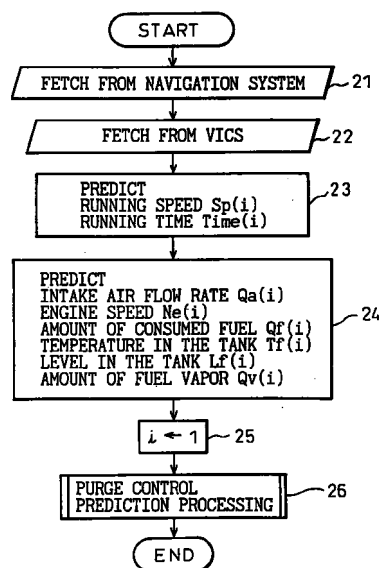 START
FETCH FROM NAVIGATION SYSTEM 21
FETCH FROM VICS
22
PREDICT
RUNNING SPEED Sp(i)
RUNNING TIME Time(i)
23
PREDICT
INTAKE AIR FLOW RATE Qa(i)
ENGINE SPEED Ne(i)
AMOUNT OF CONSUMED FUEL Qf(i)
TEMPERATURE IN THE TANK Tf(i)
LEVEL IN THE TANK Lf(i)
AMOUNT OF FUEL VAPOR Qv(i)
24
i ← 1 25
PURGE CONTROL
PREDICTION PROCESSING
26
END